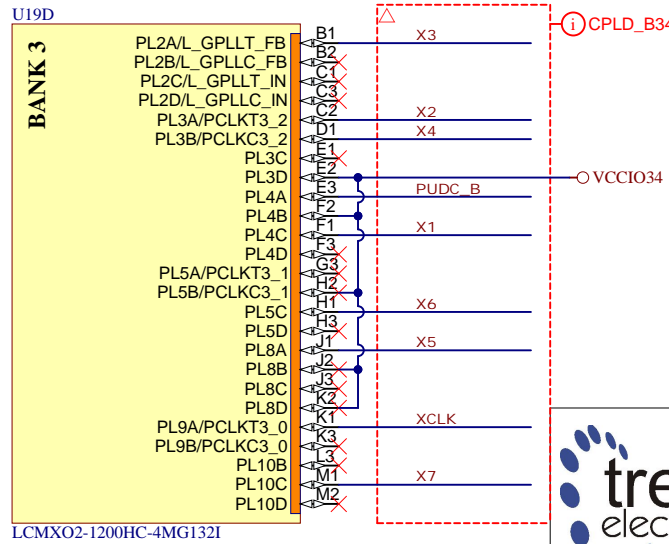 U19D
CPLD_B34
BANK 3
PL2A/L_GPLLT_FB B1 X3
PL2B/L_GPLLC_FB B2
PL2C/L_GPLLT_IN C1
PL2D/L_GPLLC_IN C3
PL3A/PCLKT3_2 C2 X2
PL3B/PCLKC3_2 D1 X4
PL3C E1
PL3D E2 VCCIO34
PL4A E3 PUDC_B
PL4B F2
PL4C F1 X1
PL4D F3
PL5A/PCLKT3_1 G3
PL5B/PCLKC3_1 H2
PL5C H1 X6
PL5D H3
PL8A J1 X5
PL8B J2
PL8C J3
PL8D K2
PL9A/PCLKT3_0 K1 XCLK
PL9B/PCLKC3_0 K3
PL10B L3
PL10C M1 X7
PL10D M2
LCMXO2-1200HC-4MG132I
tre
elec